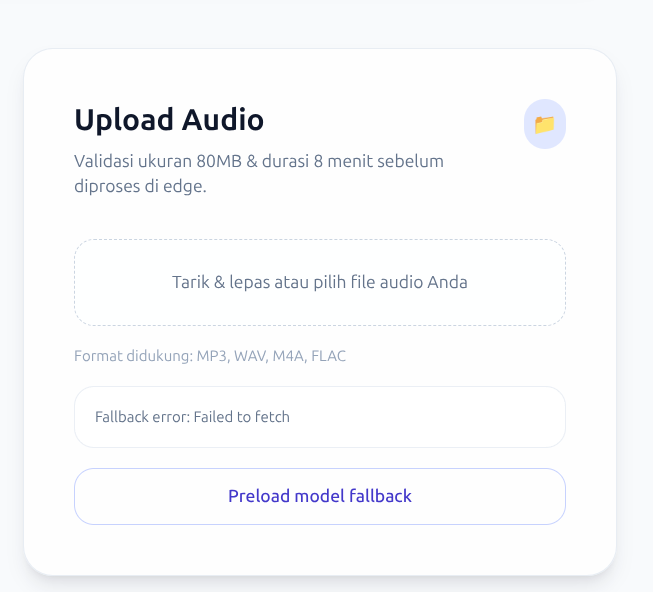 Upload Audio
Validasi ukuran 80MB & durasi 8 menit sebelum
diproses di edge.
Tarik & lepas atau pilih file audio Anda
Format didukung: MP3, WAV, M4A, FLAC
Fallback error: Failed to fetch
Preload model fallback